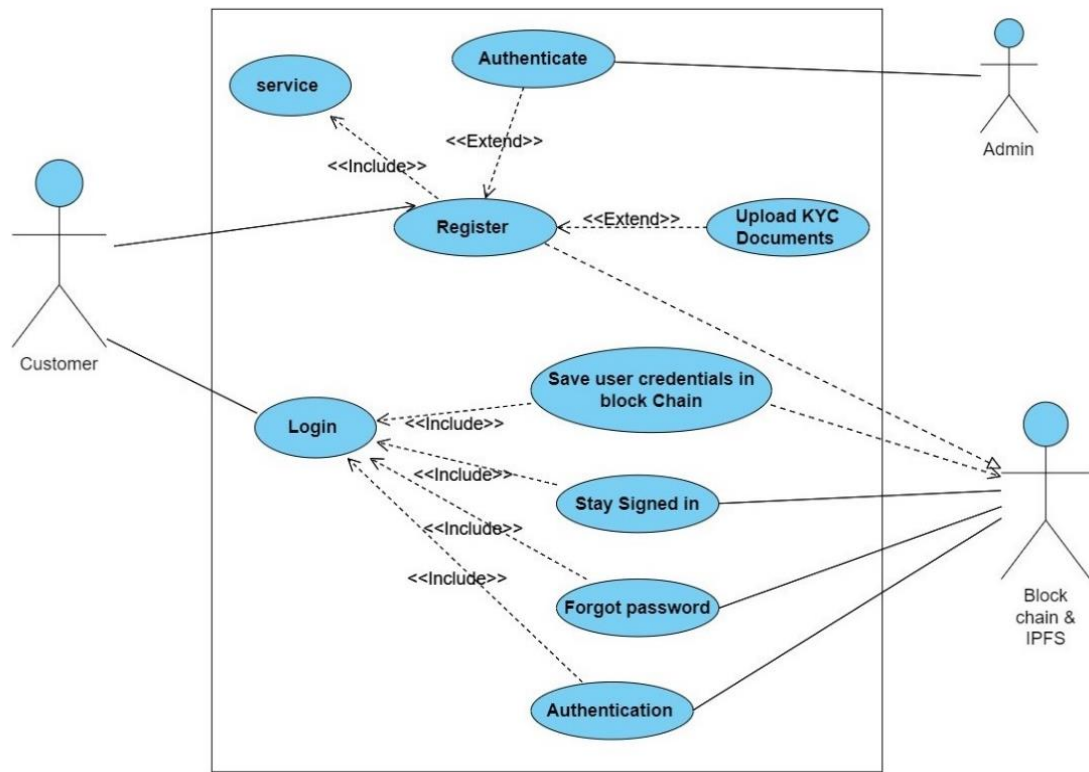 Authenticate
service
<<Extend>>
<<Include>>
Admin
Register
<<Extend>>
Upload KYC
Documents
Customer
Save user credentials in
block Chain
Login
<<Include>>
<<Include>>
Stay Signed in
<<Include>>
<<Include>>
Forgot password
Block
chain &
IPFS
Authentication